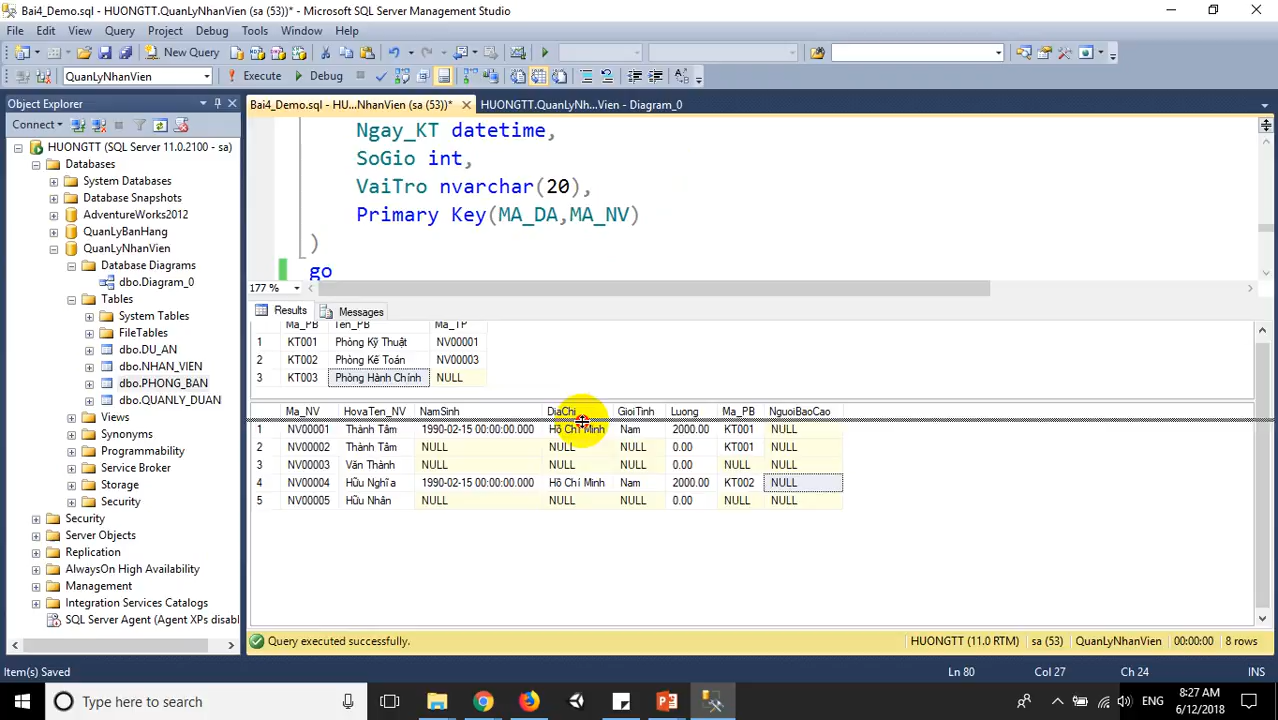 Bai4_Demo.sql - HUONGTT.QuanLyNhanVien (sa (53))* - Microsoft SQL Server Management Studio
File Edit View Query Project Debug Tools Window Help
New Query
QuanLyNhanVien Execute Debug
Object Explorer
Bai4_Demo.sql - HU...NhanVien (sa (53))* HUONGTT.QuanLyNh...Vien - Diagram_0
Connect
HUONGTT (SQL Server 11.0.2100 - sa)
Databases
System Databases
Database Snapshots
AdventureWorks2012
QuanLyBanHang
QuanLyNhanVien
Database Diagrams
dbo.Diagram_0
Tables
System Tables
FileTables
dbo.DU_AN
dbo.NHAN_VIEN
dbo.PHONG_BAN
dbo.QUANLY_DUAN
Views
Synonyms
Programmability
Service Broker
Storage
Security
Security
Server Objects
Replication
AlwaysOn High Availability
Management
Integration Services Catalogs
SQL Server Agent (Agent XPs disabl
Ngay_KT datetime,
SoGio int,
VaiTro nvarchar(20),
Primary Key(MA_DA,MA_NV)
)
go
177 %
Results Messages
Ma_PB Ten_PB Ma_TP
1 KT001 Phòng Kỹ Thuật NV00001
2 KT002 Phòng Kế Toán NV00003
3 KT003 Phòng Hành Chính NULL
Ma_NV HovaTen_NV NamSinh DiaChi GioiTinh Luong Ma_PB NguoiBaoCao
1 NV00001 Thành Tâm 1990-02-15 00:00:00.000 Hồ Chí Minh Nam 2000.00 KT001 NULL
2 NV00002 Thành Tâm NULL NULL NULL 0.00 KT001 NULL
3 NV00003 Văn Thành NULL NULL NULL 0.00 NULL NULL
4 NV00004 Hữu Nghĩa 1990-02-15 00:00:00.000 Hồ Chí Minh Nam 2000.00 KT002 NULL
5 NV00005 Hữu Nhân NULL NULL NULL 0.00 NULL NULL
Query executed successfully. HUONGTT (11.0 RTM) sa (53) QuanLyNhanVien 00:00:00 8 rows
Item(s) Saved Ln 80 Col 27 Ch 24 INS
Type here to search ENG 8:27 AM
6/12/2018